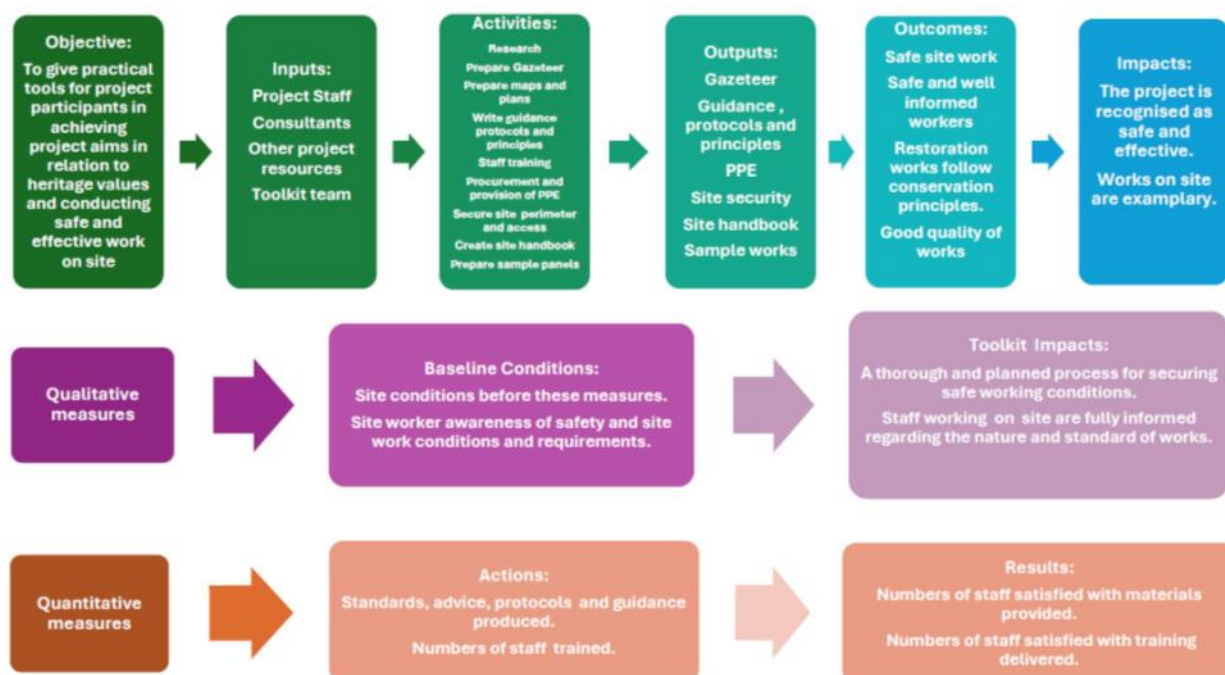 Objective:
To give practical
tools for project
participants in
achieving
project aims in
relation to
heritage values
and conducting
safe and
effective work
on site
Inputs:
Project Staff
Consultants
Other project
resources
Toolkit team
Activities:
Research
Prepare Gazeteer
Prepare maps and
plans
Write guidance
protocols and
principles
Staff training
Procurement and
provision of PPE
Secure site perimeter
and access
Create site handbook
Prepare sample panels
Outputs:
Gazeteer
Guidance ,
protocols and
principles
PPE
Site security
Site handbook
Sample works
Outcomes:
Safe site work
Safe and well
informed
workers
Restoration
works follow
conservation
principles.
Good quality of
works
Impacts:
The project is
recognised as
safe and
effective.
Works on site
are examplary.
Qualitative
measures
Baseline Conditions:
Site conditions before these measures.
Site worker awareness of safety and site
work conditions and requirements.
Toolkit Impacts:
A thorough and planned process for securing
safe working conditions.
Staff working on site are fully informed
regarding the nature and standard of works.
Quantitative
measures
Actions:
Standards, advice, protocols and guidance
produced.
Numbers of staff trained.
Results:
Numbers of staff satisfied with materials
provided.
Numbers of staff satisfied with training
delivered.